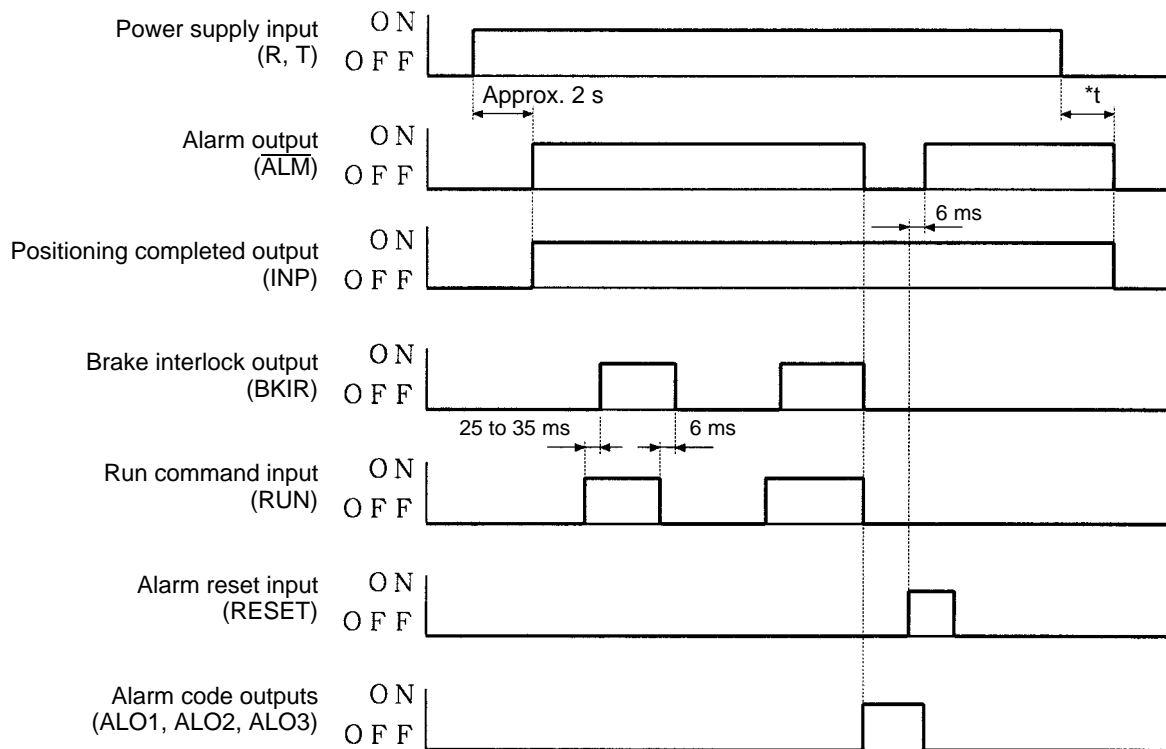 Power supply input
(R, T)
ON
OFF
Approx. 2 s
*t
Alarm output
(ALM)
ON
OFF
6 ms
Positioning completed output
(INP)
ON
OFF
Brake interlock output
(BKIR)
ON
OFF
25 to 35 ms
6 ms
Run command input
(RUN)
ON
OFF
Alarm reset input
(RESET)
ON
OFF
Alarm code outputs
(ALO1, ALO2, ALO3)
ON
OFF